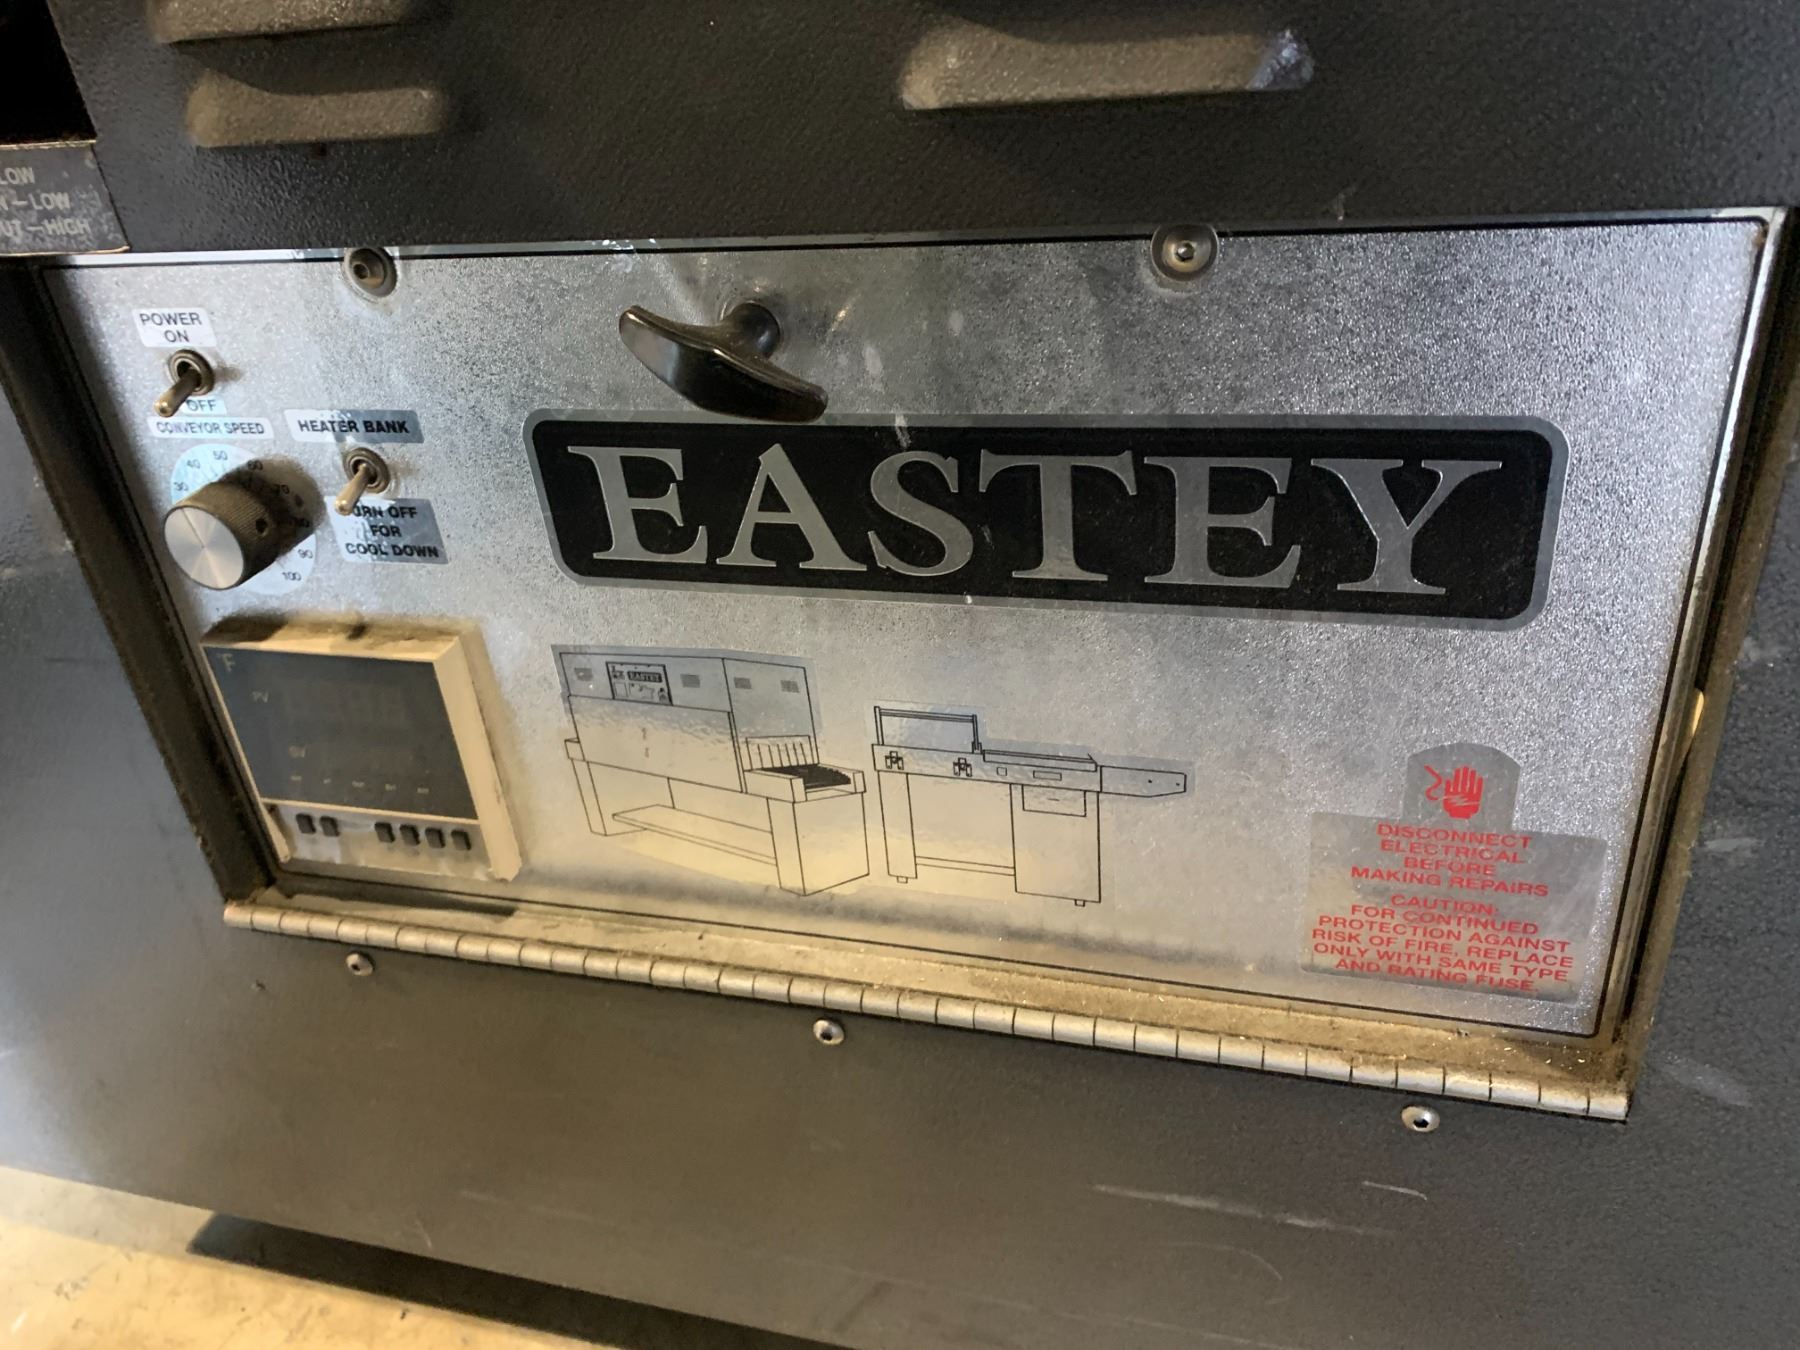 LOW
LOW
HIGH
POWER
ON
OFF
CONVEYOR SPEED
30
40
50
60
70
90
100
HEATER BANK
OFF
FOR
COOL DOWN
EASTEY
°F
PV
SV
EASTEY
DISCONNECT
ELECTRICAL
BEFORE
MAKING REPAIRS
CAUTION:
FOR CONTINUED
PROTECTION AGAINST
RISK OF FIRE, REPLACE
ONLY WITH SAME TYPE
AND RATING FUSE.